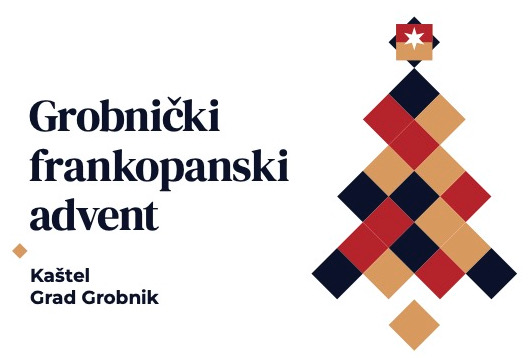 Grobnički
frankopanski
advent
Kaštel
Grad Grobnik